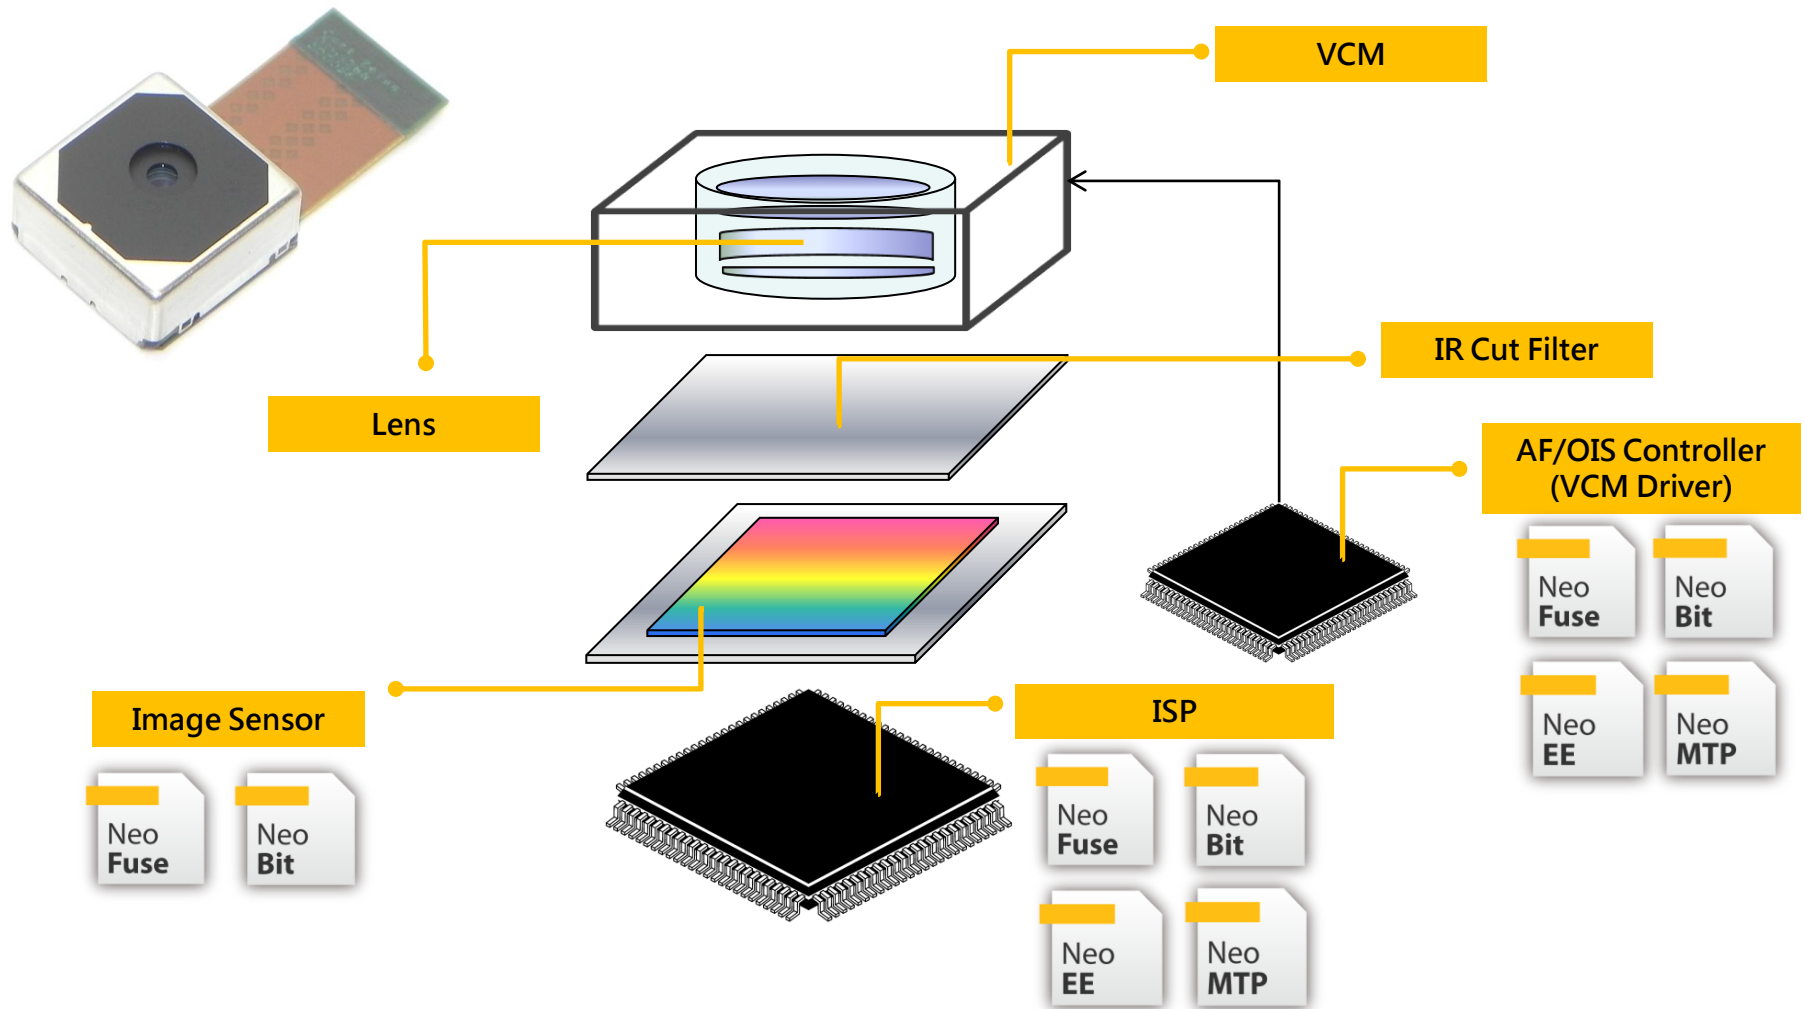 VCM
IR Cut Filter
Lens
AF/OIS Controller
(VCM Driver)
Neo
Fuse
Neo
Bit
Neo
EE
Neo
MTP
Image Sensor
Neo
Fuse
Neo
Bit
ISP
Neo
Fuse
Neo
Bit
Neo
EE
Neo
MTP